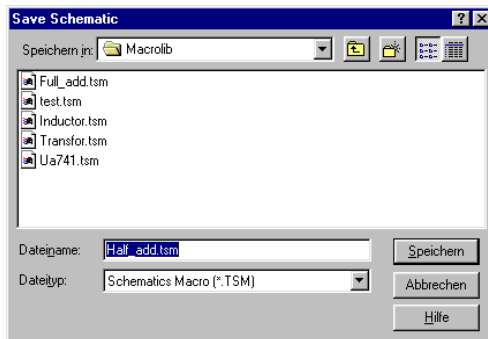 Save Schematic
Speichern in: Macrolib
Full_add.tsm
test.tsm
Inductor.tsm
Transfor.tsm
Ua741.tsm
Dateiname: Half_add.tsm Speichern
Dateityp: Schematics Macro (*.TSM) Abbrechen
Hilfe